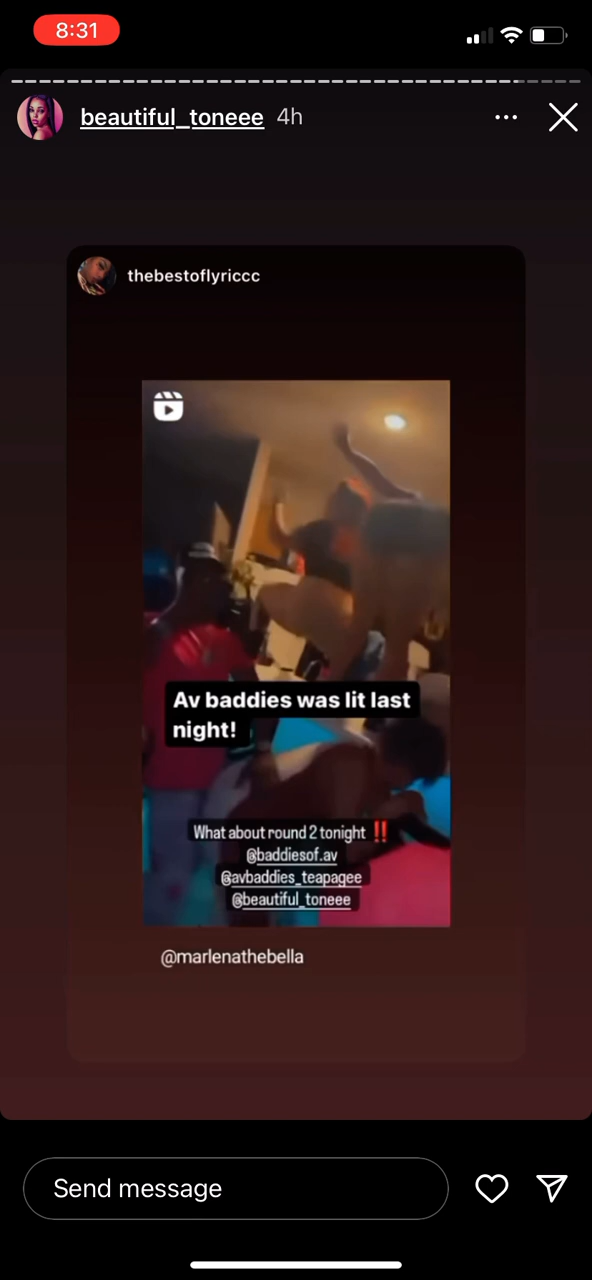 8:31
beautiful_toneee 4h
thebestoflyriccc
Av baddies was lit last
night!
What about round 2 tonight ‼️
@baddiesof.av
@avbaddies_teapagee
@beautiful_toneee
@marlenathebella
Send message